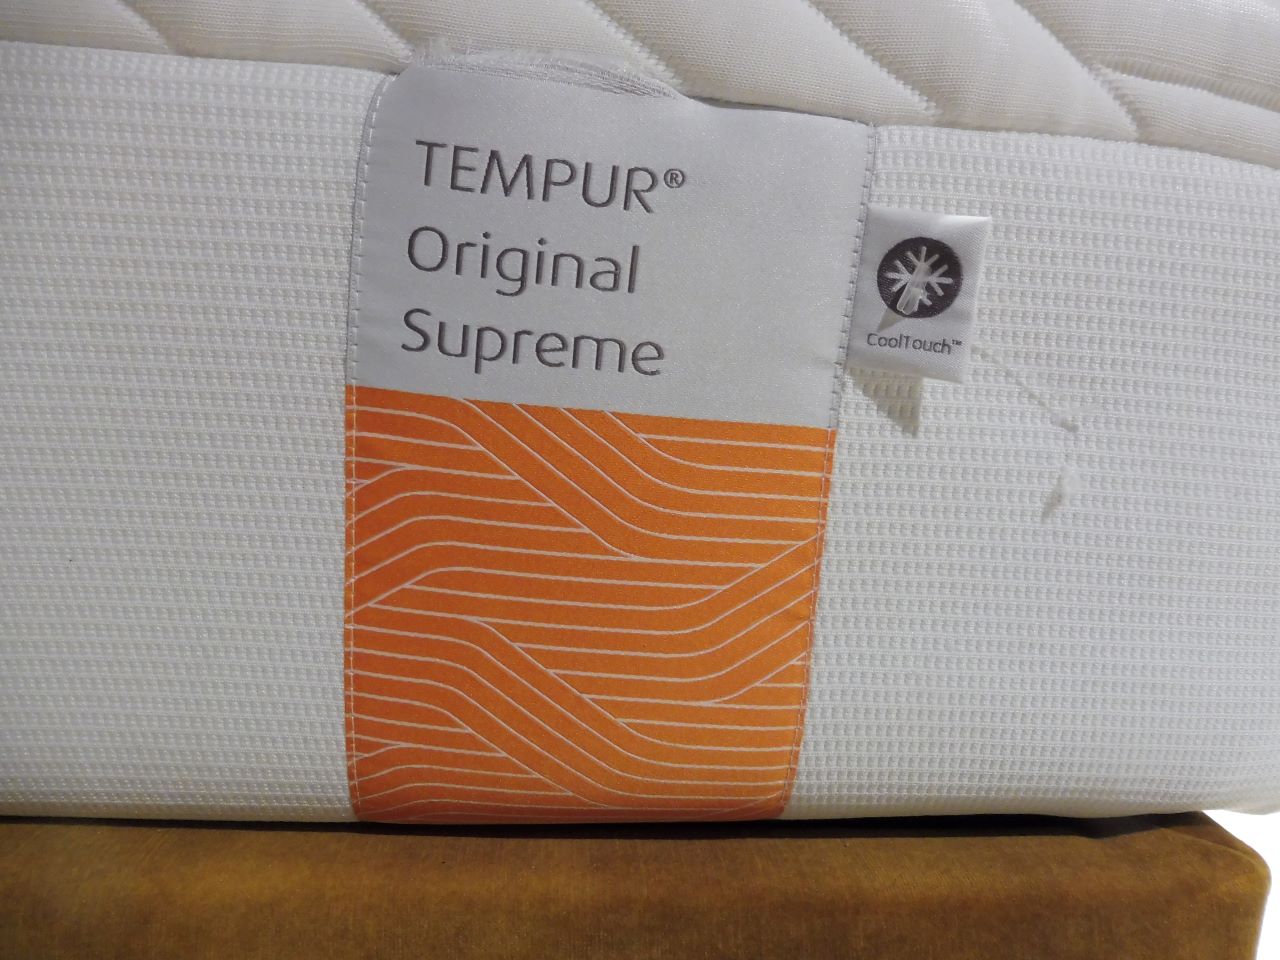 TEMPUR®
Original
Supreme
CoolTouch™